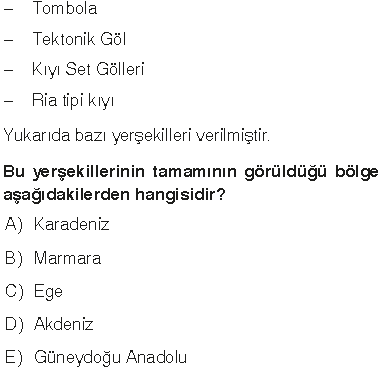 – Tombola
– Tektonik Göl
– Kıyı Set Gölleri
– Ria tipi kıyı
Yukarıda bazı yerşekilleri verilmiştir.
Bu yerşekillerinin tamamının görüldüğü bölge
aşağıdakilerden hangisidir?
A) Karadeniz
B) Marmara
C) Ege
D) Akdeniz
E) Güneydoğu Anadolu